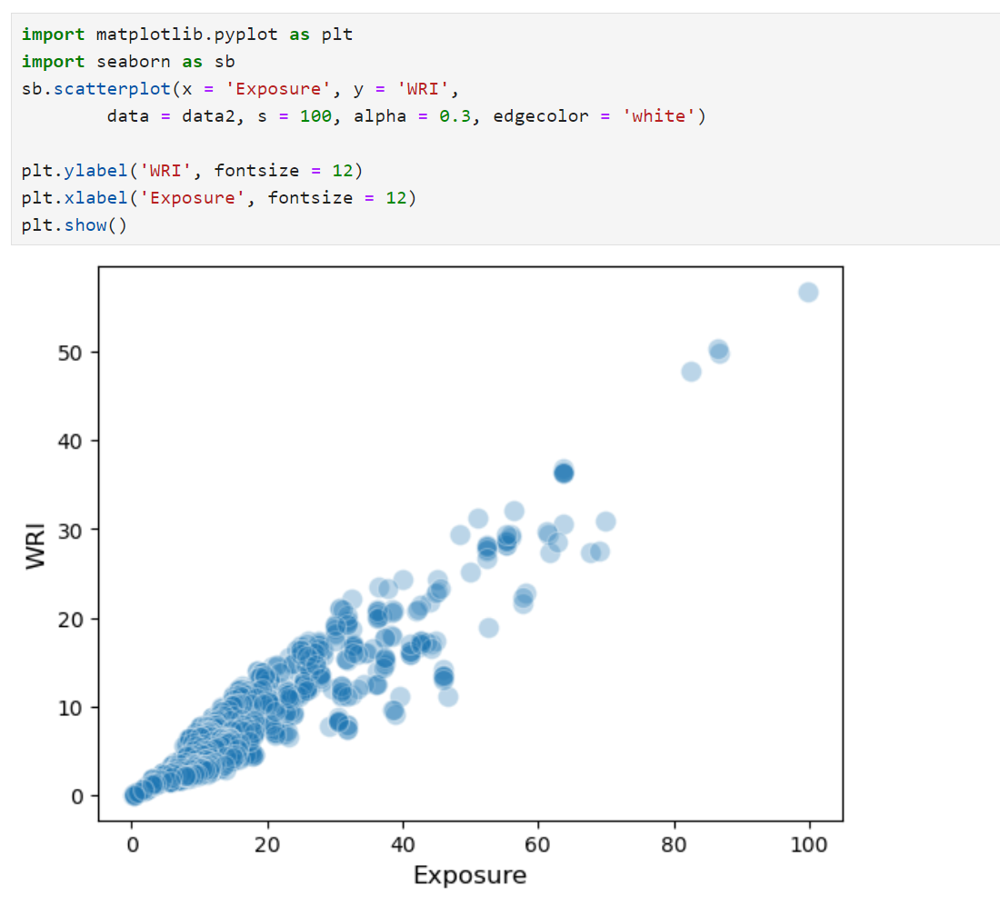 import matplotlib.pyplot as plt
import seaborn as sb
sb.scatterplot(x = 'Exposure', y = 'WRI',
        data = data2, s = 100, alpha = 0.3, edgecolor = 'white')
plt.ylabel('WRI', fontsize = 12)
plt.xlabel('Exposure', fontsize = 12)
plt.show()
50
40
30
20
10
0
WRI
0 20 40 60 80 100
Exposure